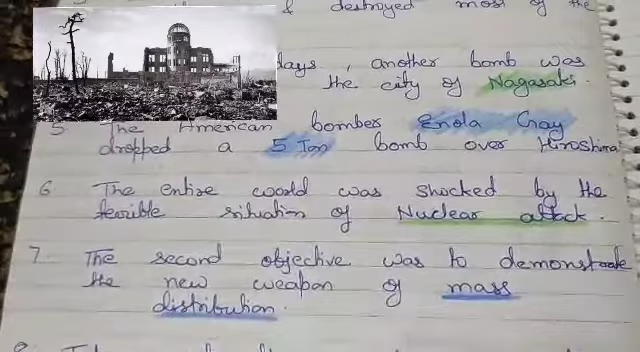 destroyed most of the
days, another bomb was
the city of Nagasaki.
5. The American bomber Enola Gay
dropped a 5 Ton bomb over Hiroshima
6 The entire world was shocked by the
terrible situation of Nuclear attack.
7. The second objective was to demonstrate
the new weapon of mass
distribution.